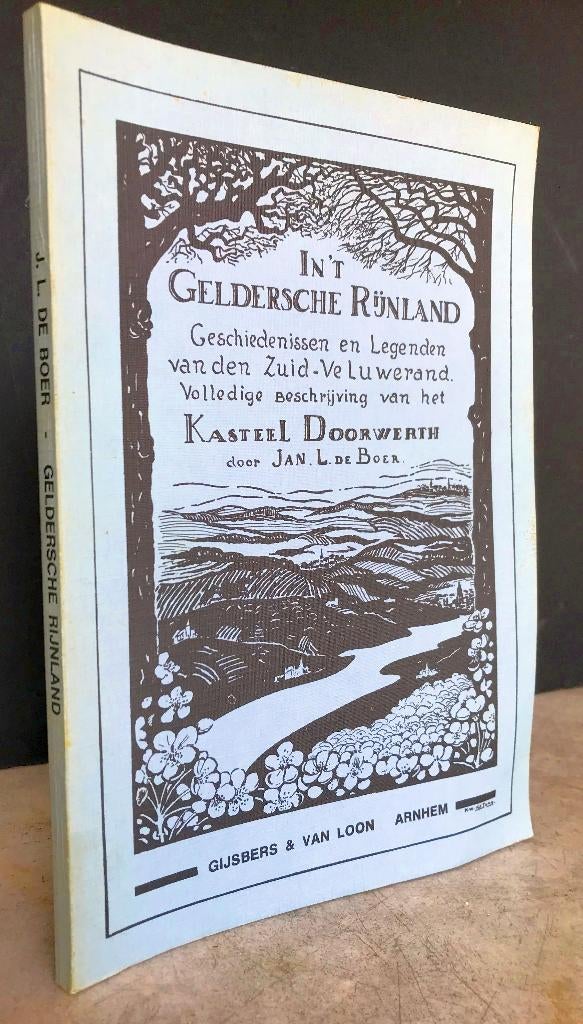 J. L. DE BOER - GELDERSCHE RIJNLAND
IN'T
GELDERSCHE RIJNLAND
Geschiedenissen en Legenden
van den Zuid-Veluwerand.
Volledige Beschrijving van het
KASTEEL DOORWERTH
door JAN. L. DE BOER.
GIJSBERS & VAN LOON ARNHEM